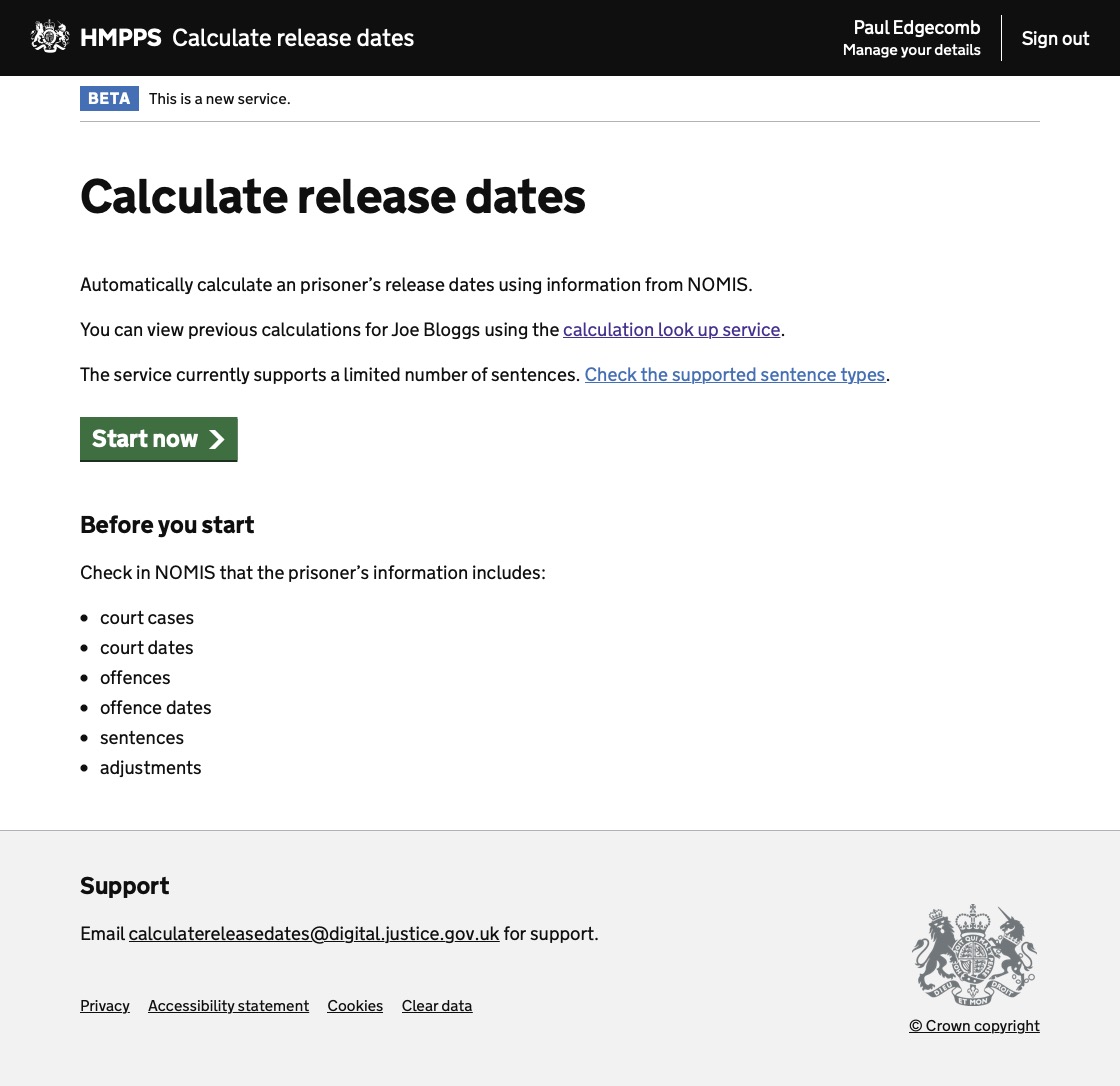 HMPPS Calculate release dates
Paul Edgecomb
Manage your details
Sign out
BETA This is a new service.
Calculate release dates
Automatically calculate an prisoner’s release dates using information from NOMIS.
You can view previous calculations for Joe Bloggs using the calculation look up service.
The service currently supports a limited number of sentences. Check the supported sentence types.
Start now
Before you start
Check in NOMIS that the prisoner’s information includes:
• court cases
• court dates
• offences
• offence dates
• sentences
• adjustments
Support
Email calculatereleasedates@digital.justice.gov.uk for support.
Privacy Accessibility statement Cookies Clear data
DIEU ET MON DROIT
© Crown copyright